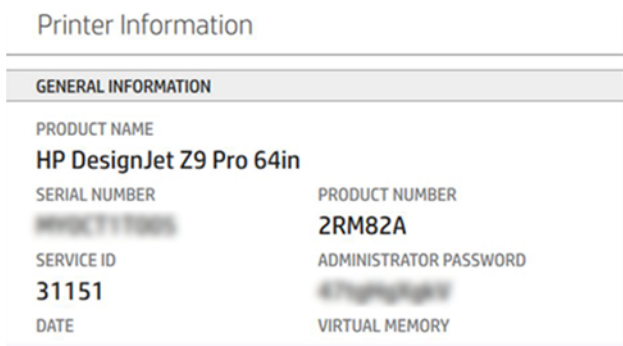 Printer Information
GENERAL INFORMATION
PRODUCT NAME
HP DesignJet Z9 Pro 64in
SERIAL NUMBER PRODUCT NUMBER
2RM82A
SERVICE ID ADMINISTRATOR PASSWORD
31151
DATE VIRTUAL MEMORY